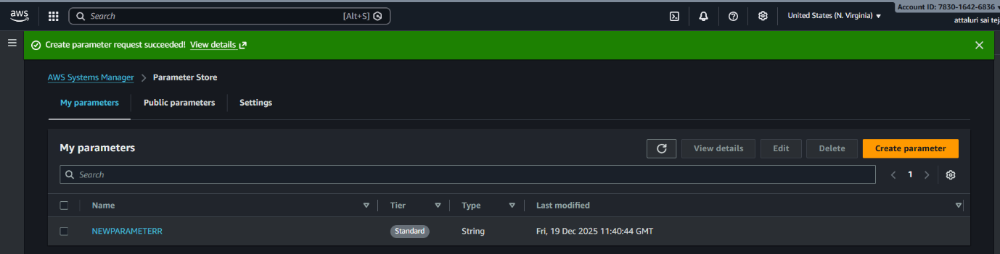 aws
Search [Alt+S]
United States (N. Virginia)
Account ID: 7830-1642-6836
attaluri sai teja
Create parameter request succeeded! View details
AWS Systems Manager
Parameter Store
My parameters
Public parameters
Settings
My parameters
View details
Edit
Delete
Create parameter
Search
1
Name Tier Type Last modified
NEWPARAMETERR Standard String Fri, 19 Dec 2025 11:40:44 GMT